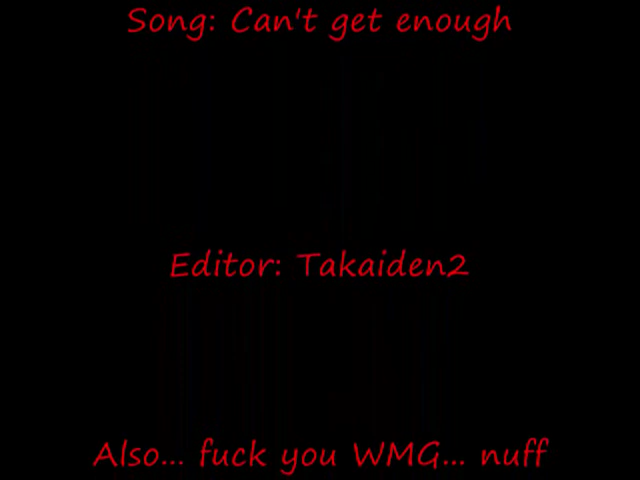 Song: Can't get enough
Editor: Takaiden2
Also... fuck you WMG... nuff